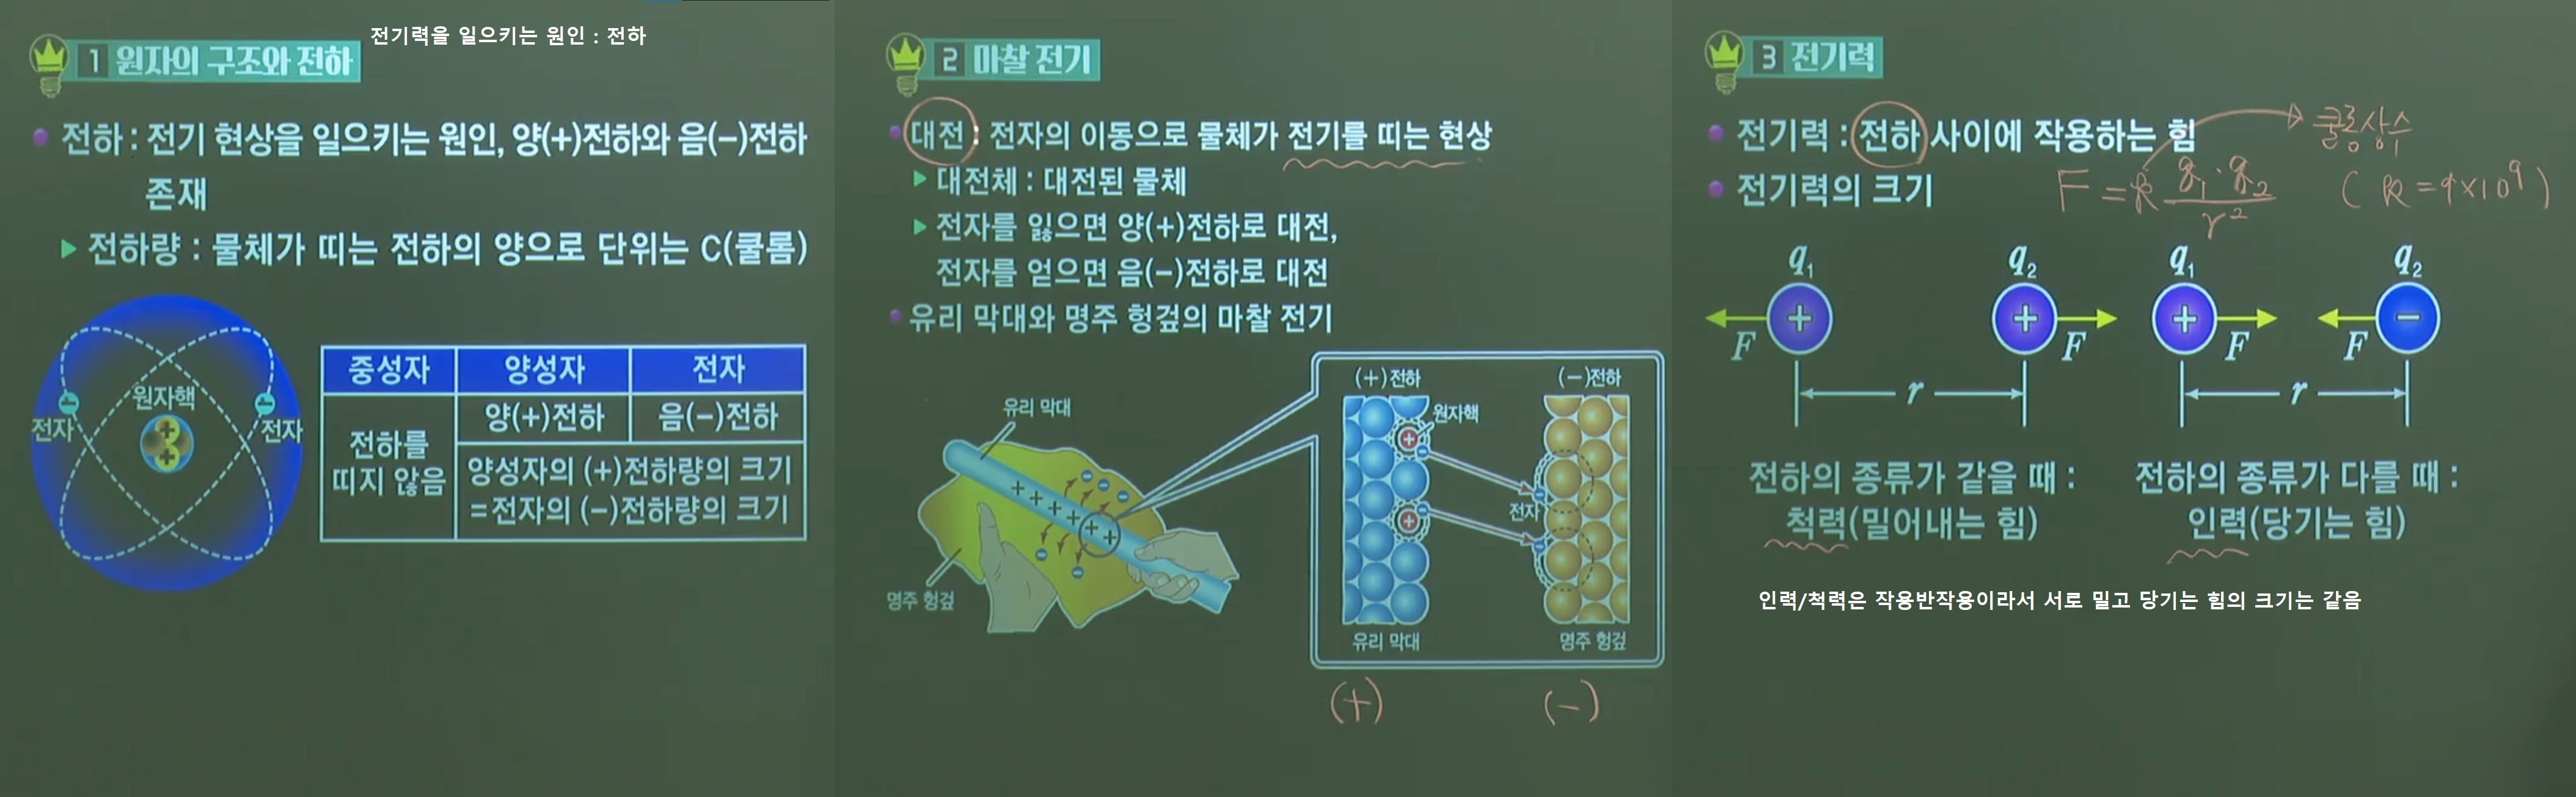 전기력을 일으키는 원인 : 전하
1 원자의 구조와 전하
전하 : 전기 현상을 일으키는 원인, 양(+)전하와 음(−)전하
존재
전하량 : 물체가 띠는 전하의 양으로 단위는 C(쿨롬)
원자핵
전자
전자
중성자 양성자 전자
전하를
띠지 않음
양(+)전하 음(−)전하
양성자의 (+)전하량의 크기
=전자의 (−)전하량의 크기
2 마찰 전기
대전 : 전자의 이동으로 물체가 전기를 띠는 현상
대전체 : 대전된 물체
전자를 잃으면 양(+)전하로 대전,
전자를 얻으면 음(−)전하로 대전
유리 막대와 명주 헝겊의 마찰 전기
유리 막대
명주 헝겊
(+)전하
(−)전하
원자핵
전자
유리 막대
명주 헝겊
(+)
(−)
3 전기력
전기력 : 전하 사이에 작용하는 힘
쿨롱상수
전기력의 크기
F = k q₁·q₂ / r²
(k = 9×10⁹)
q₁ q₂
+ +
F F
r
q₁ q₂
+ −
F F
r
전하의 종류가 같을 때 :
척력(밀어내는 힘)
전하의 종류가 다를 때 :
인력(당기는 힘)
인력/척력은 작용반작용이라서 서로 밀고 당기는 힘의 크기는 같음